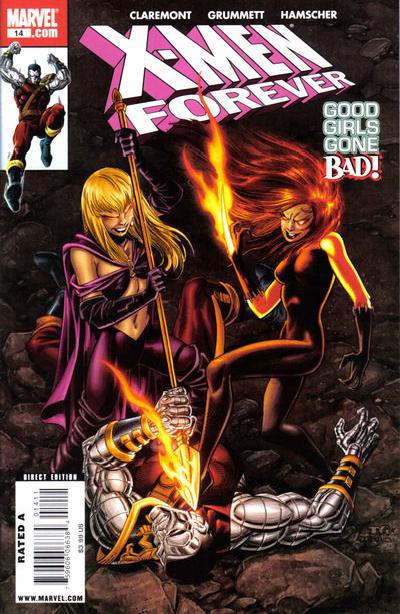 MARVEL
.com
14
CLAREMONT • GRUMMETT • HAMSCHER
X-MEN
FOREVER
GOOD
GIRLS
GONE
BAD!
DIRECT EDITION
RATED A
01411
$3.99 US
WWW.MARVEL.COM